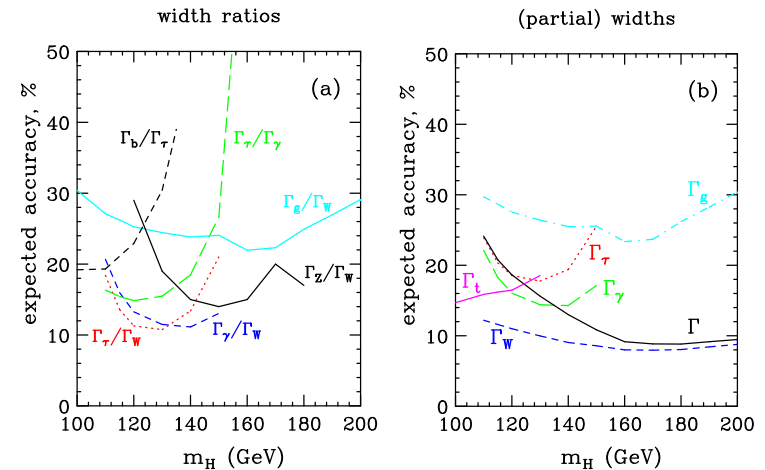 width ratios
(partial) widths
expected accuracy, %
50
40
30
20
10
0
(a)
Γb/Γτ
Γτ/Γγ
Γg/ΓW
ΓZ/ΓW
Γτ/ΓW
Γγ/ΓW
100 120 140 160 180 200
mH (GeV)
expected accuracy, %
50
40
30
20
10
0
(b)
Γg
Γτ
Γt
Γγ
Γ
ΓW
100 120 140 160 180 200
mH (GeV)